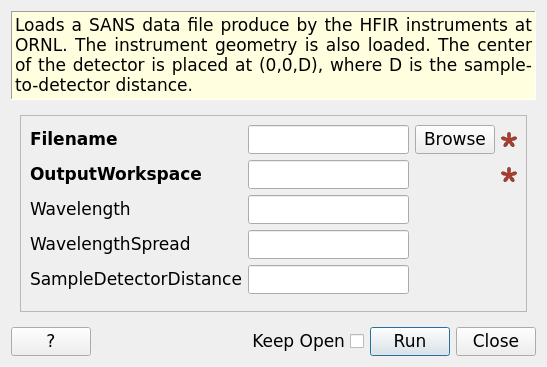 Loads a SANS data file produce by the HFIR instruments at
ORNL. The instrument geometry is also loaded. The center
of the detector is placed at (0,0,D), where D is the sample-
to-detector distance.
Filename Browse *
OutputWorkspace *
Wavelength
WavelengthSpread
SampleDetectorDistance
? Keep Open Run Close